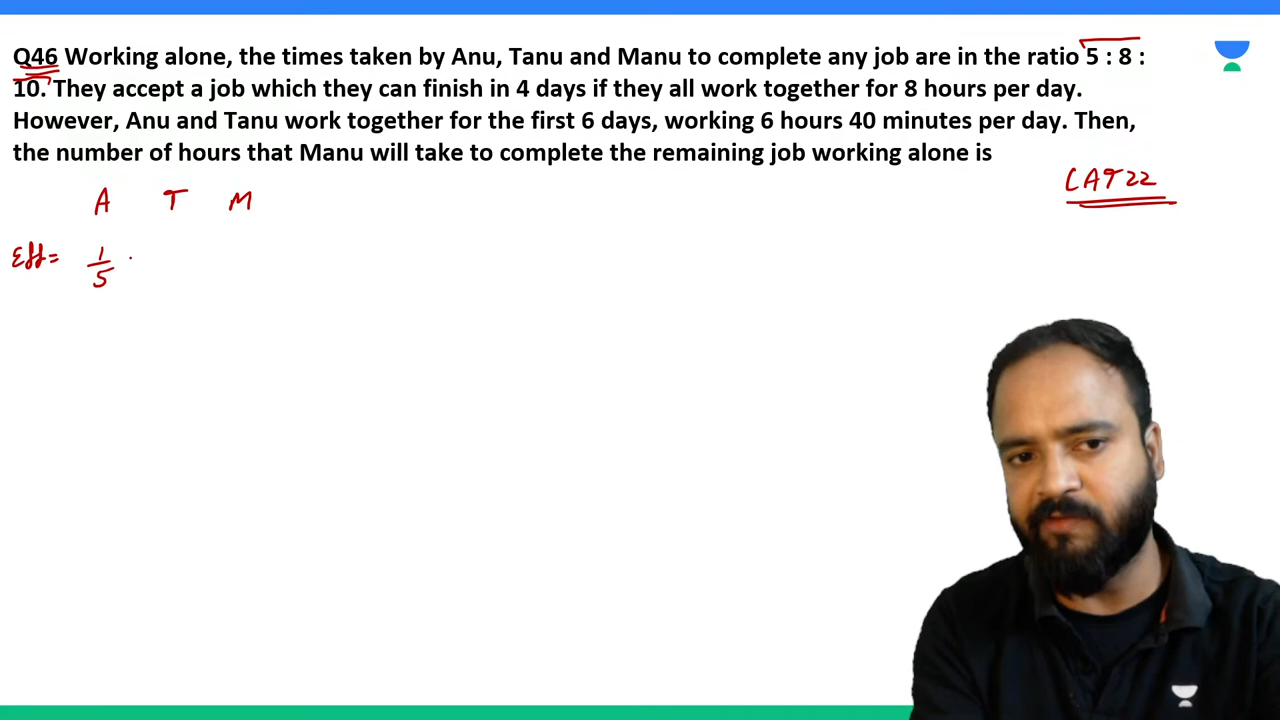 Q46 Working alone, the times taken by Anu, Tanu and Manu to complete any job are in the ratio 5 : 8 :
10. They accept a job which they can finish in 4 days if they all work together for 8 hours per day.
However, Anu and Tanu work together for the first 6 days, working 6 hours 40 minutes per day. Then,
the number of hours that Manu will take to complete the remaining job working alone is
CAT22
A T M
Eff= 1/5